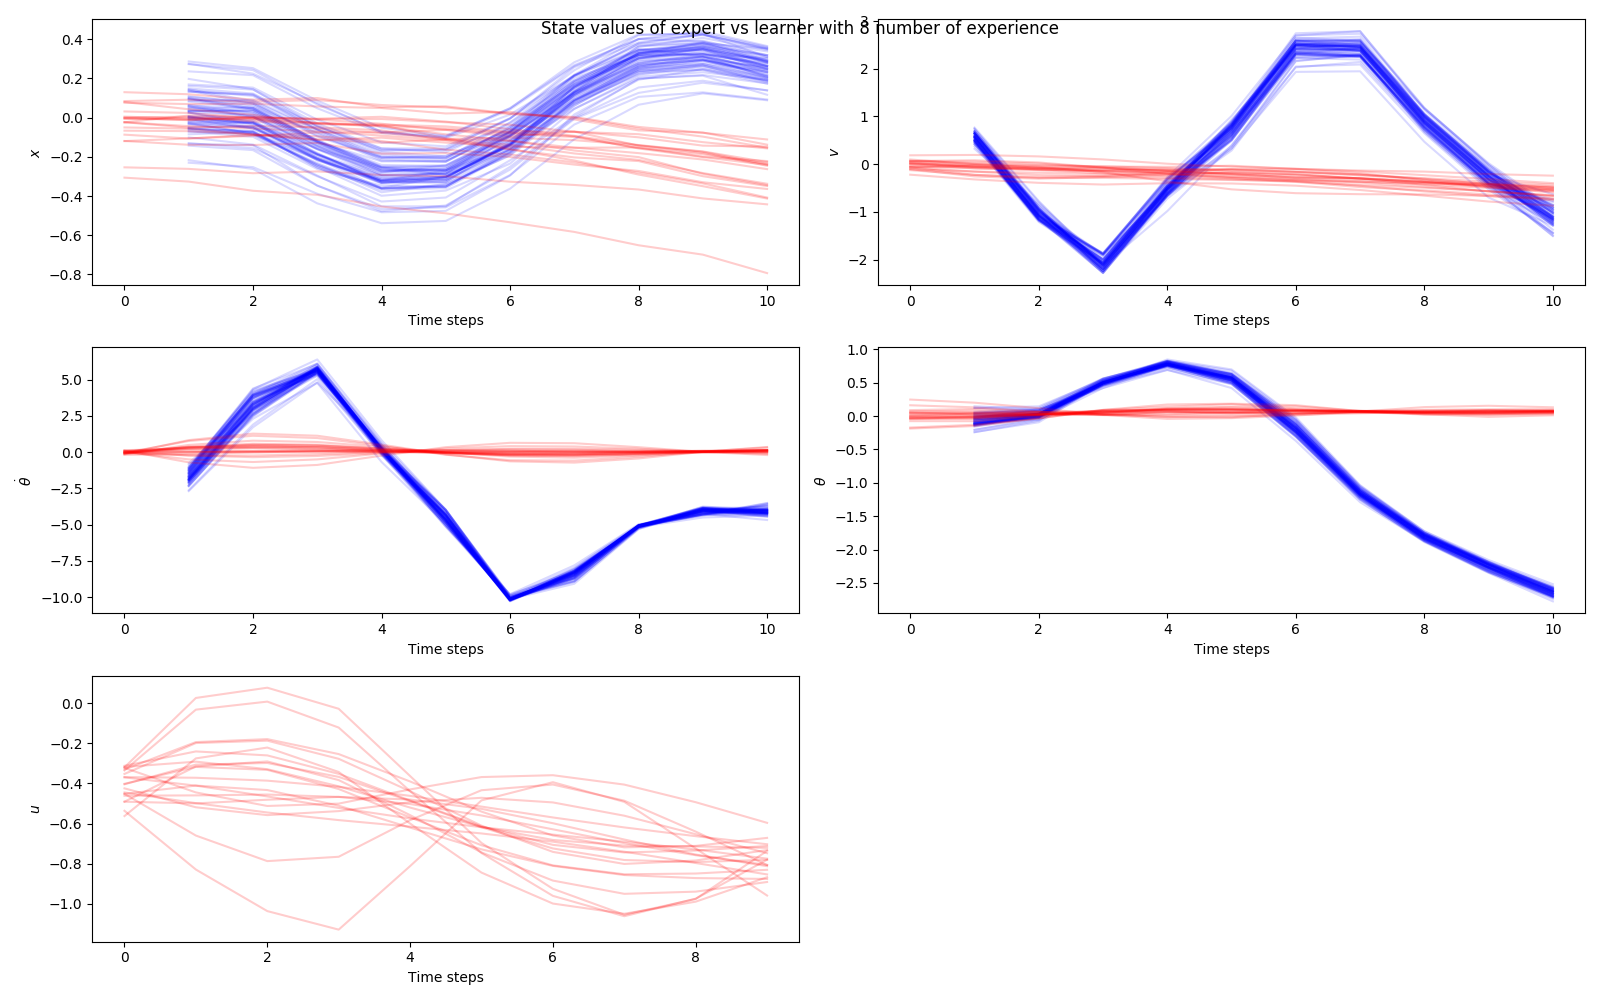 State values of expert vs learner with 8 number of experience
0.4
0.2
0.0
−0.2
−0.4
−0.6
−0.8
x
0 2 4 6 8 10
Time steps
3
2
1
0
−1
−2
v
0 2 4 6 8 10
Time steps
5.0
2.5
0.0
−2.5
−5.0
−7.5
−10.0
θ̇
0 2 4 6 8 10
Time steps
1.0
0.5
0.0
−0.5
−1.0
−1.5
−2.0
−2.5
θ
0 2 4 6 8 10
Time steps
0.0
−0.2
−0.4
−0.6
−0.8
−1.0
u
0 2 4 6 8
Time steps